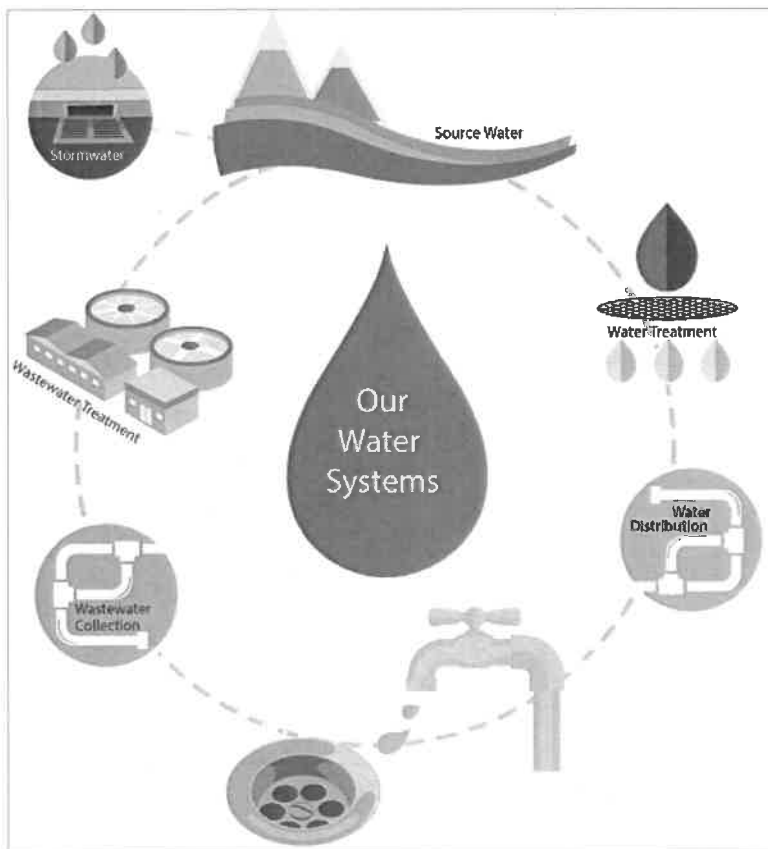 Stormwater
Source Water
Water Treatment
Wastewater Treatment
Our
Water
Systems
Water
Distribution
Wastewater
Collection